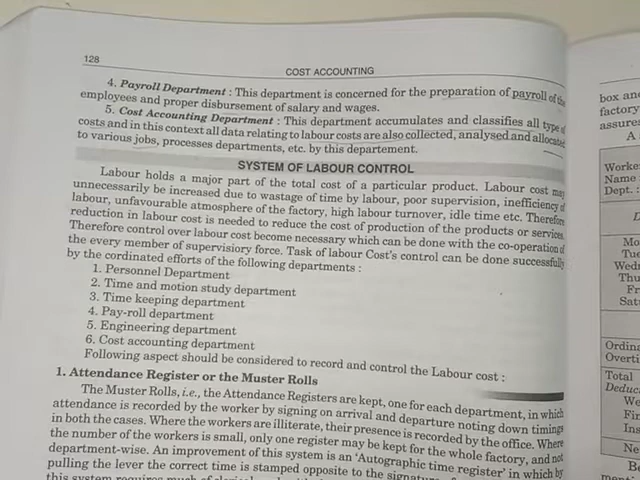 128
COST ACCOUNTING
4. Payroll Department : This department is concerned for the preparation of payroll of the
employees and proper disbursement of salary and wages.
5. Cost Accounting Department : This department accumulates and classifies all type of
costs and in this context all data relating to labour costs are also collected, analysed and allocated
to various jobs, processes departments, etc. by this departement.
SYSTEM OF LABOUR CONTROL
Labour holds a major part of the total cost of a particular product. Labour cost may
unnecessarily be increased due to wastage of time by labour, poor supervision, inefficiency of
labour, unfavourable atmosphere of the factory, high labour turnover, idle time etc. Therefore
reduction in labour cost is needed to reduce the cost of production of the products or services.
Therefore control over labour cost become necessary which can be done with the co-operation of
the every member of supervisiory force. Task of labour Cost's control can be done successfully
by the cordinated efforts of the following departments :
1. Personnel Department
2. Time and motion study department
3. Time keeping department
4. Pay-roll department
5. Engineering department
6. Cost accounting department
Following aspect should be considered to record and control the Labour cost :
1. Attendance Register or the Muster Rolls
The Muster Rolls, i.e., the Attendance Registers are kept, one for each department, in which
attendance is recorded by the worker by signing on arrival and departure noting down timings
in both the cases. Where the workers are illiterate, their presence is recorded by the office. Where
the number of the workers is small, only one register may be kept for the whole factory, and not
department-wise. An improvement of this system is an 'Autographic time register' in which by
pulling the lever the correct time is stamped opposite to the signature
this system requires much of
box and
factory
assures
A
Worke
Name
Dept. :
D
Mo
Tue
Wed
Thu
Fr
Sat
Ordina
Overti
Total
Deduc
We
Fin
Ins
Ne